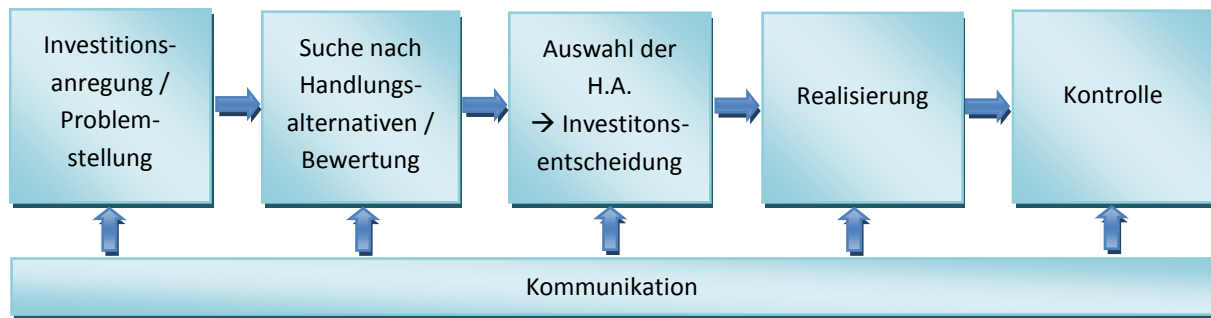 Investitions-
anregung /
Problem-
stellung
Suche nach
Handlungs-
alternativen /
Bewertung
Auswahl der
H.A.
→ Investitons-
entscheidung
Realisierung
Kontrolle
Kommunikation